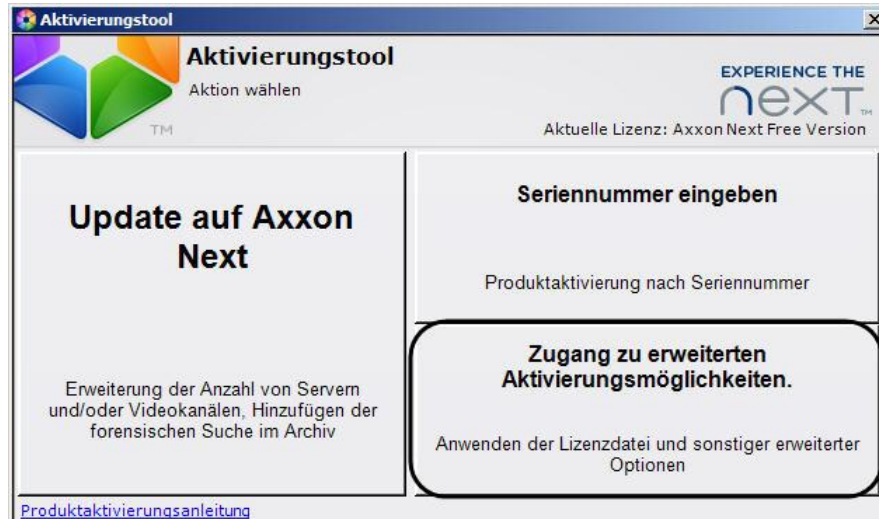 Aktivierungstool
Aktivierungstool
Aktion wählen
TM
EXPERIENCE THE
next TM
Aktuelle Lizenz: Axxon Next Free Version
Update auf Axxon
Next
Erweiterung der Anzahl von Servern
und/oder Videokanälen, Hinzufügen der
forensischen Suche im Archiv
Seriennummer eingeben
Produktaktivierung nach Seriennummer
Zugang zu erweiterten
Aktivierungsmöglichkeiten.
Anwenden der Lizenzdatei und sonstiger erweiterter
Optionen
Produktaktivierungsanleitung